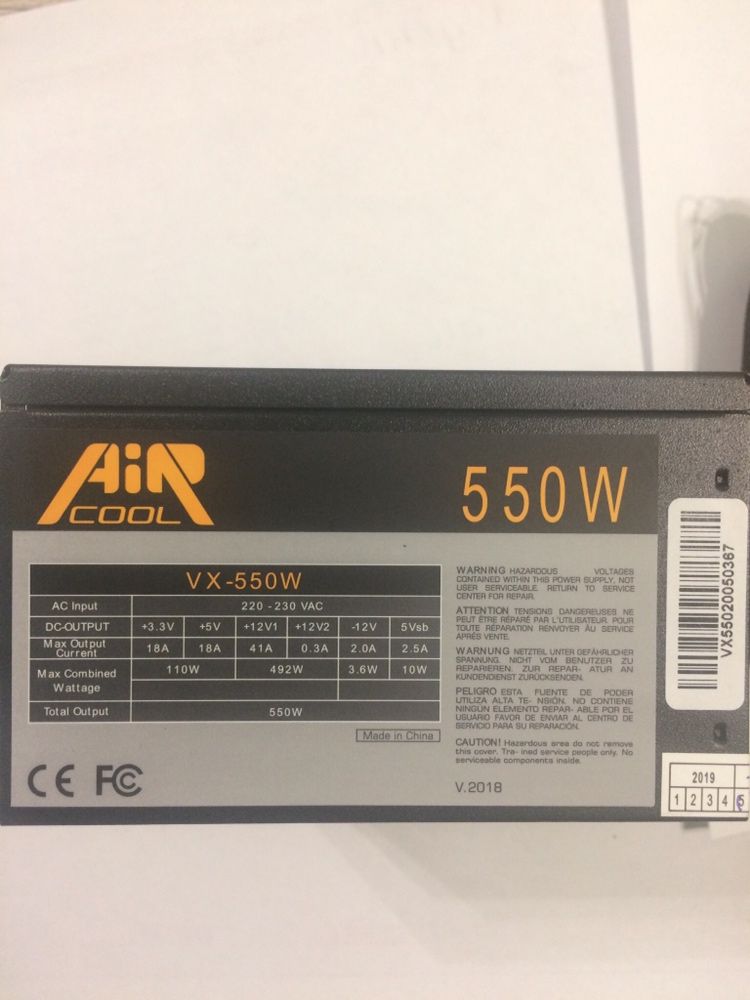 AiR
COOL
550W
VX-550W
AC Input 220 - 230 VAC
DC-OUTPUT +3.3V +5V +12V1 +12V2 -12V 5Vsb
Max Output Current 18A 18A 41A 0.3A 2.0A 2.5A
Max Combined Wattage 110W 492W 3.6W 10W
Total Output 550W
Made in China
CE FC
WARNING HAZARDOUS VOLTAGES
CONTAINED WITHIN THIS POWER SUPPLY, NOT
USER SERVICEABLE. RETURN TO SERVICE
CENTER FOR REPAIR.
ATTENTION TENSIONS DANGEREUSES NE
PEUT ÊTRE RÉPARÉ PAR L'UTILISATEUR. POUR
TOUTE RÉPARATION RENVOYER AU SERVICE
APRÈS VENTE.
WARNUNG NETZTEIL UNTER GEFÄHRLICHER
SPANNUNG. NICHT VOM BENUTZER ZU
REPARIEREN. ZUR REPAR- ATUR AN
KUNDENDIENST ZURÜCKSENDEN.
PELIGRO ESTA FUENTE DE PODER
UTILIZA ALTA TE- NSIÓN. NO CONTIENE
NINGÚN ELEMENTO REPAR- ABLE POR EL
USUARIO FAVOR DE ENVIAR AL CENTRO DE
SERVICIO PARA SU REPARACIÓN.
CAUTION! Hazardous area do not remove
this cover. Tra- ined service people only. No
serviceable components inside.
V.2018
VX55020050367
2019
1 2 3 4 5